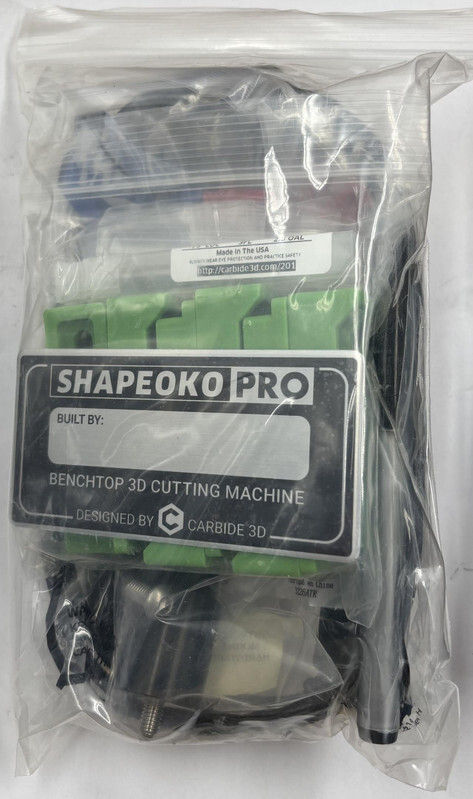 Made in The USA
ALWAYS WEAR EYE PROTECTION AND PRACTICE SAFETY
http://carbide3d.com/201
SHAPEOKO PRO
BUILT BY:
BENCHTOP 3D CUTTING MACHINE
DESIGNED BY C CARBIDE 3D